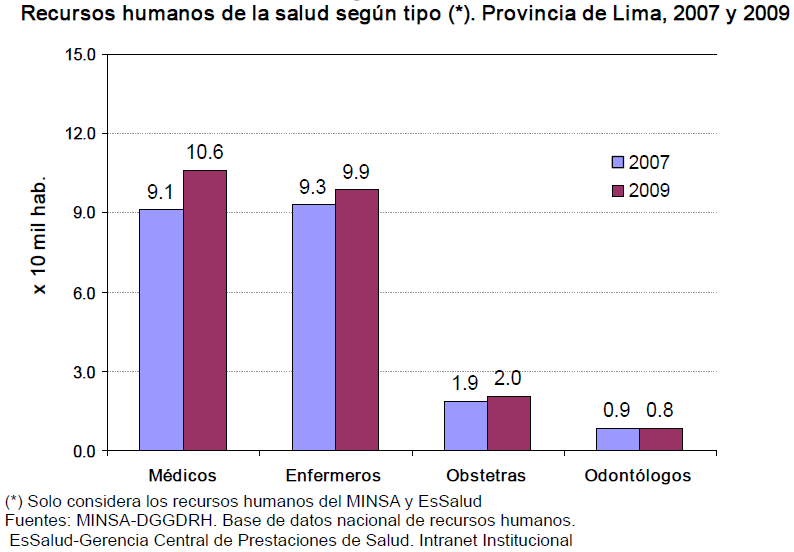 Recursos humanos de la salud según tipo (*). Provincia de Lima, 2007 y 2009
15.0
12.0
9.0
6.0
3.0
0.0
x 10 mil hab.
9.1
10.6
9.3
9.9
1.9
2.0
0.9
0.8
2007
2009
Médicos
Enfermeros
Obstetras
Odontólogos
(*) Solo considera los recursos humanos del MINSA y EsSalud
Fuentes: MINSA-DGGDRH. Base de datos nacional de recursos humanos.
EsSalud-Gerencia Central de Prestaciones de Salud. Intranet Institucional